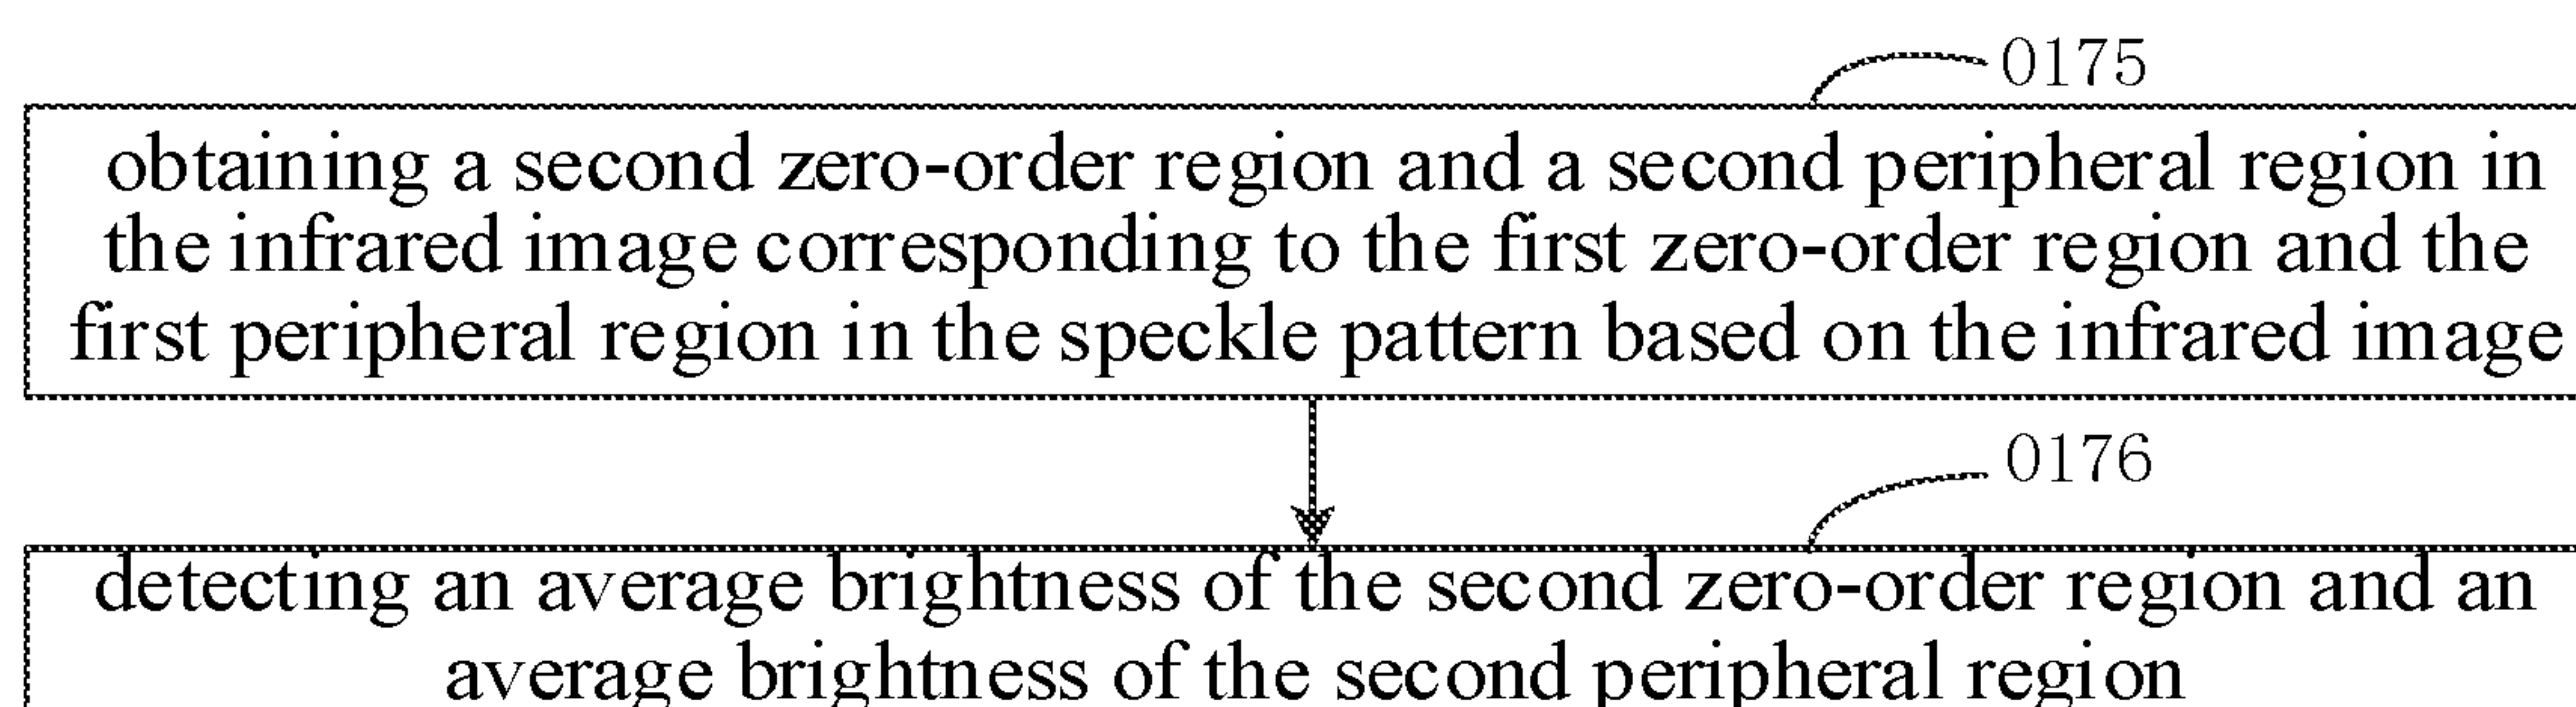 0175
obtaining a second zero-order region and a second peripheral region in
the infrared image corresponding to the first zero-order region and the
first peripheral region in the speckle pattern based on the infrared image
0176
detecting an average brightness of the second zero-order region and an
average brightness of the second peripheral region